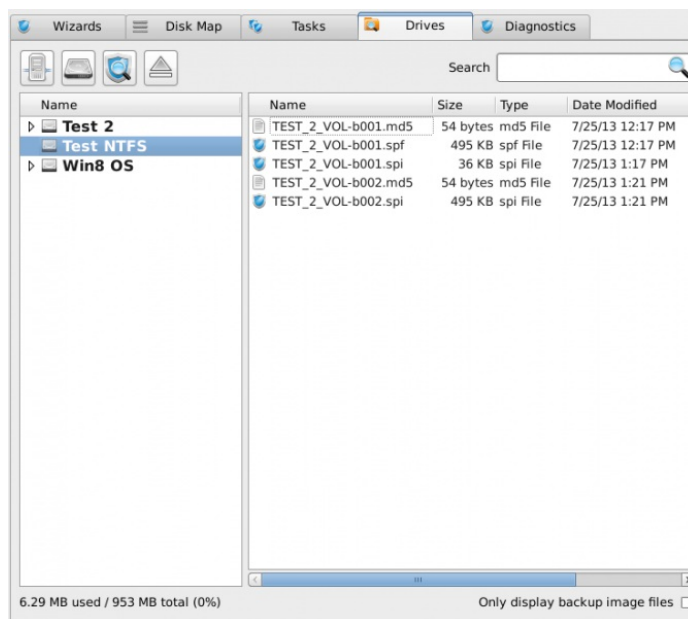 Wizards Disk Map Tasks Drives Diagnostics
Search
Name
Test 2
Test NTFS
Win8 OS
Name Size Type Date Modified
TEST_2_VOL-b001.md5 54 bytes md5 File 7/25/13 12:17 PM
TEST_2_VOL-b001.spf 495 KB spf File 7/25/13 12:17 PM
TEST_2_VOL-b001.spi 36 KB spi File 7/25/13 1:17 PM
TEST_2_VOL-b002.md5 54 bytes md5 File 7/25/13 1:21 PM
TEST_2_VOL-b002.spi 495 KB spi File 7/25/13 1:21 PM
6.29 MB used / 953 MB total (0%)
Only display backup image files